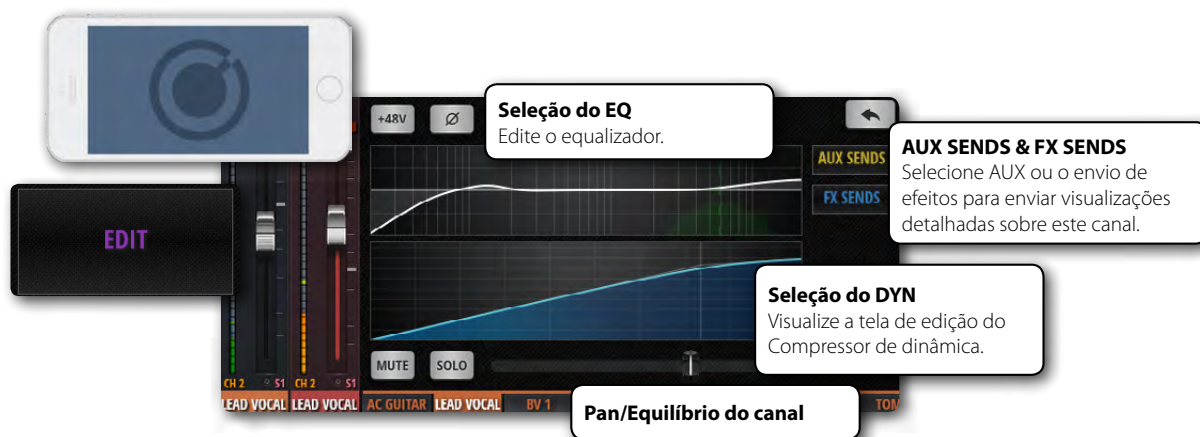 +48V
Ø
Seleção do EQ
Edite o equalizador.
AUX SENDS
FX SENDS
AUX SENDS & FX SENDS
Selecione AUX ou o envio de
efeitos para enviar visualizações
detalhadas sobre este canal.
EDIT
Seleção do DYN
Visualize a tela de edição do
Compressor de dinâmica.
MUTE
SOLO
CH 2
S1
CH 2
S1
LEAD VOCAL
LEAD VOCAL
AC GUITAR
LEAD VOCAL
BV 1
Pan/Equilíbrio do canal